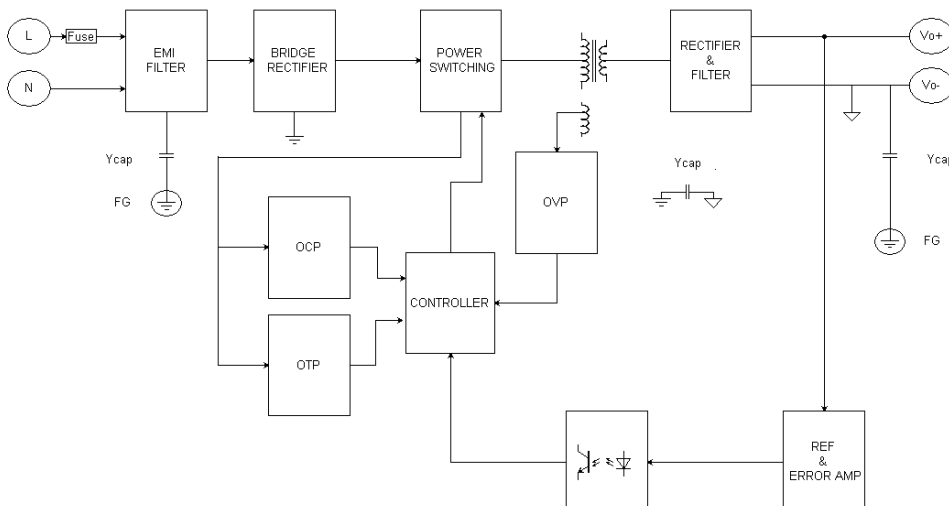 L
Fuse
N
EMI
FILTER
BRIDGE
RECTIFIER
POWER
SWITCHING
RECTIFIER
&
FILTER
Vo+
Vo-
Ycap
FG
OVP
Ycap
Ycap
FG
OCP
CONTROLLER
OTP
REF
&
ERROR AMP